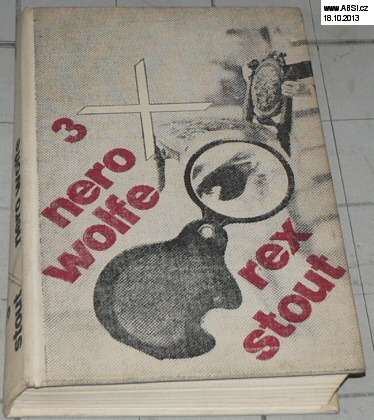 www.ABSI.cz
18.10.2013
3
nero
wolfe
rex
stout
stout / nero wolfe